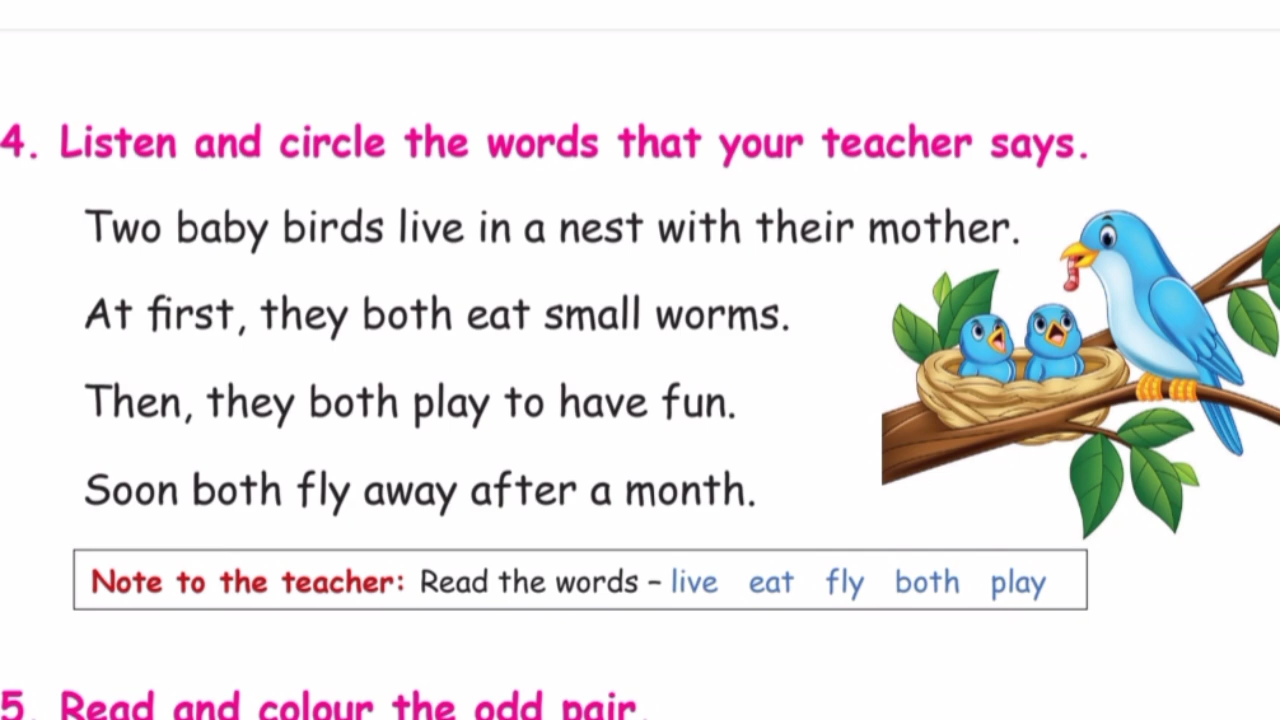 4. Listen and circle the words that your teacher says.
Two baby birds live in a nest with their mother.
At first, they both eat small worms.
Then, they both play to have fun.
Soon both fly away after a month.
Note to the teacher: Read the words – live eat fly both play
5. Read and colour the odd pair.